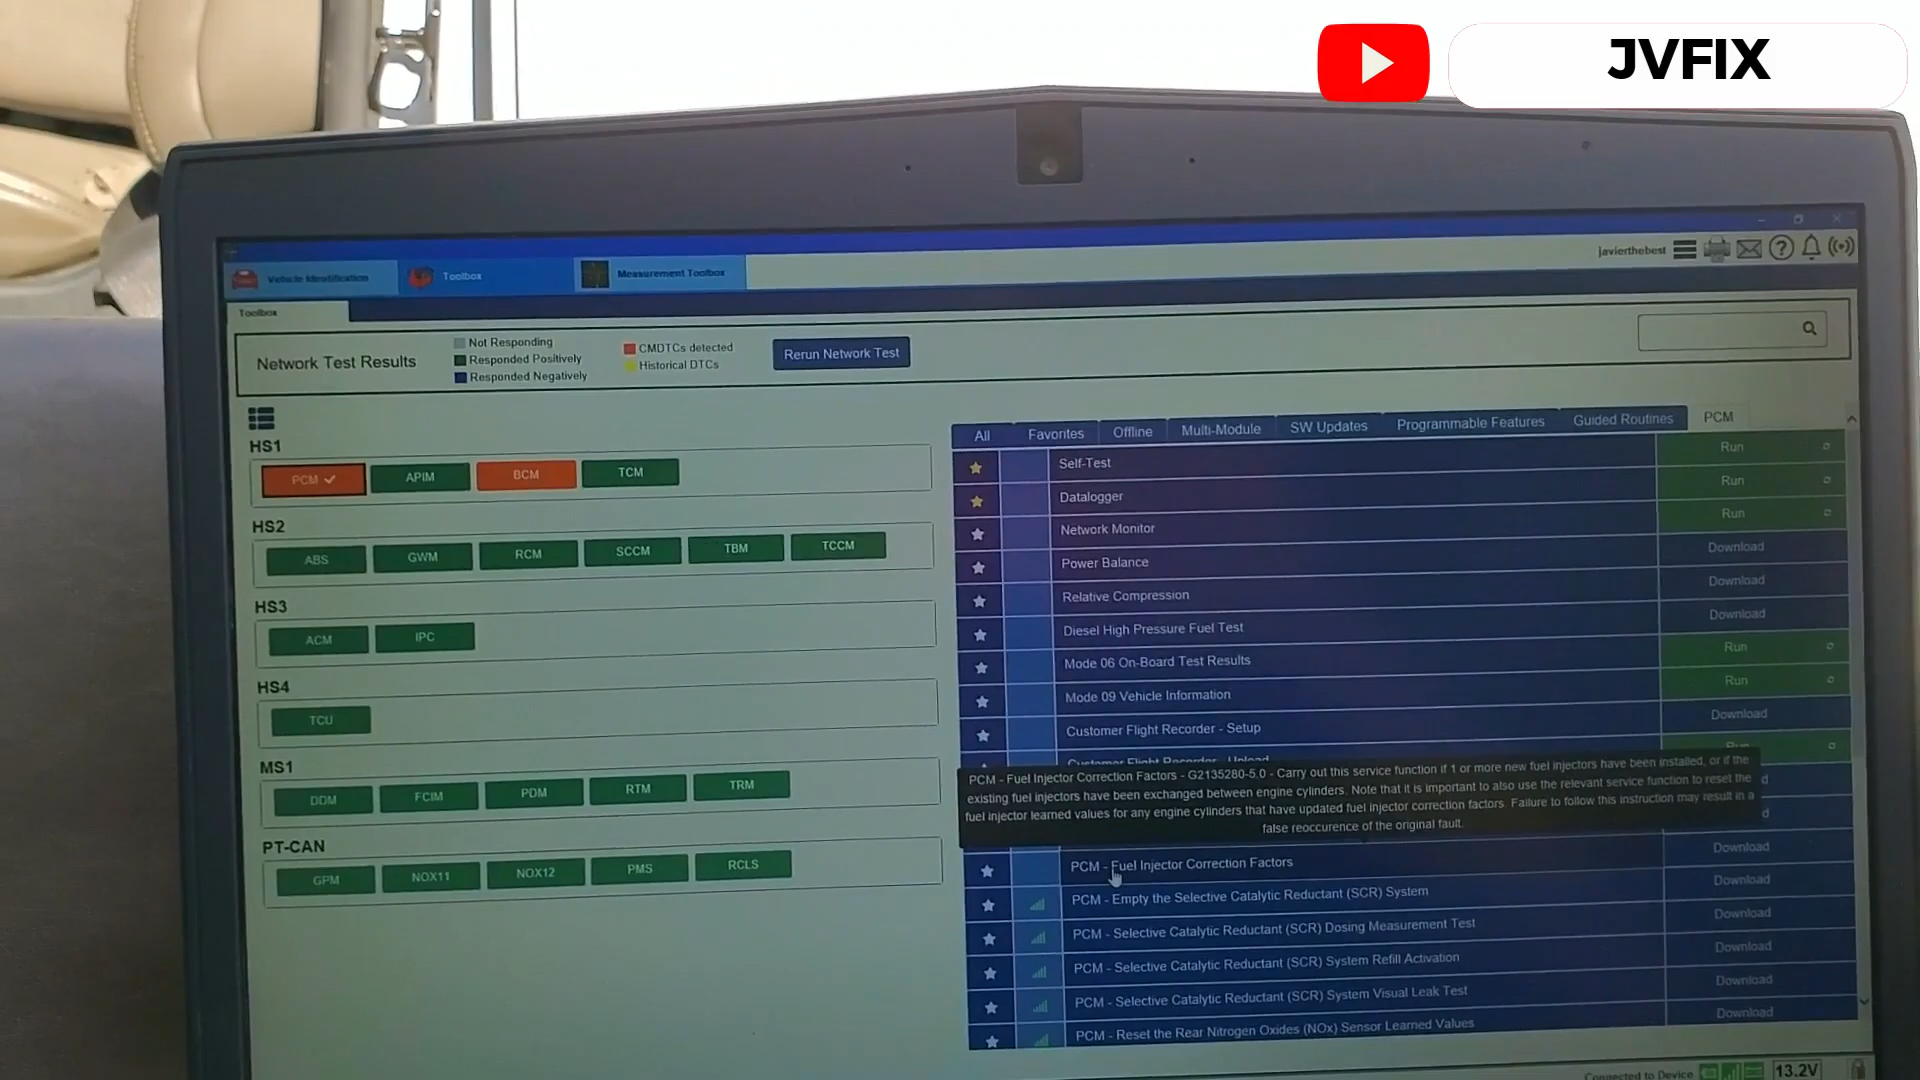 JVFIX
javierthebest
Vehicle Identification
Toolbox
Measurement Toolbox
Toolbox
Network Test Results
Not Responding
Responded Positively
Responded Negatively
CMDTCs detected
Historical DTCs
Rerun Network Test
HS1
PCM
APIM
BCM
TCM
HS2
ABS
GWM
RCM
SCCM
TBM
TCCM
HS3
ACM
IPC
HS4
TCU
MS1
DDM
FCIM
PDM
RTM
TRM
PT-CAN
GPM
NOX11
NOX12
PMS
RCLS
All
Favorites
Offline
Multi-Module
SW Updates
Programmable Features
Guided Routines
PCM
Self-Test
Run
Datalogger
Run
Network Monitor
Run
Power Balance
Download
Relative Compression
Download
Diesel High Pressure Fuel Test
Download
Mode 06 On-Board Test Results
Run
Mode 09 Vehicle Information
Run
Customer Flight Recorder - Setup
Download
Customer Flight Recorder - Upload
Run
PCM - Fuel Injector Correction Factors - G2135280-5.0 - Carry out this service function if 1 or more new fuel injectors have been installed, or if the
existing fuel injectors have been exchanged between engine cylinders. Note that it is important to also use the relevant service function to reset the
fuel injector learned values for any engine cylinders that have updated fuel injector correction factors. Failure to follow this instruction may result in a
false reoccurence of the original fault.
PCM - Fuel Injector Correction Factors
Download
PCM - Empty the Selective Catalytic Reductant (SCR) System
Download
PCM - Selective Catalytic Reductant (SCR) Dosing Measurement Test
Download
PCM - Selective Catalytic Reductant (SCR) System Refill Activation
Download
PCM - Selective Catalytic Reductant (SCR) System Visual Leak Test
Download
PCM - Reset the Rear Nitrogen Oxides (NOx) Sensor Learned Values
Download
Connected to Device
13.2V